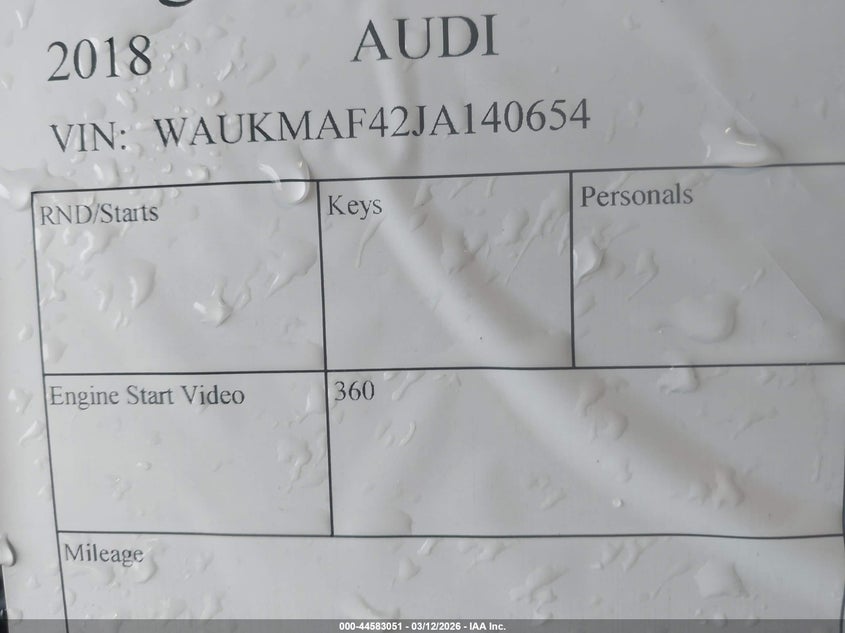 2018 AUDI
VIN: WAUKMAF42JA140654
RND/Starts Keys Personals
Engine Start Video 360
Mileage
000-44583051 - 03/12/2026 - IAA Inc.